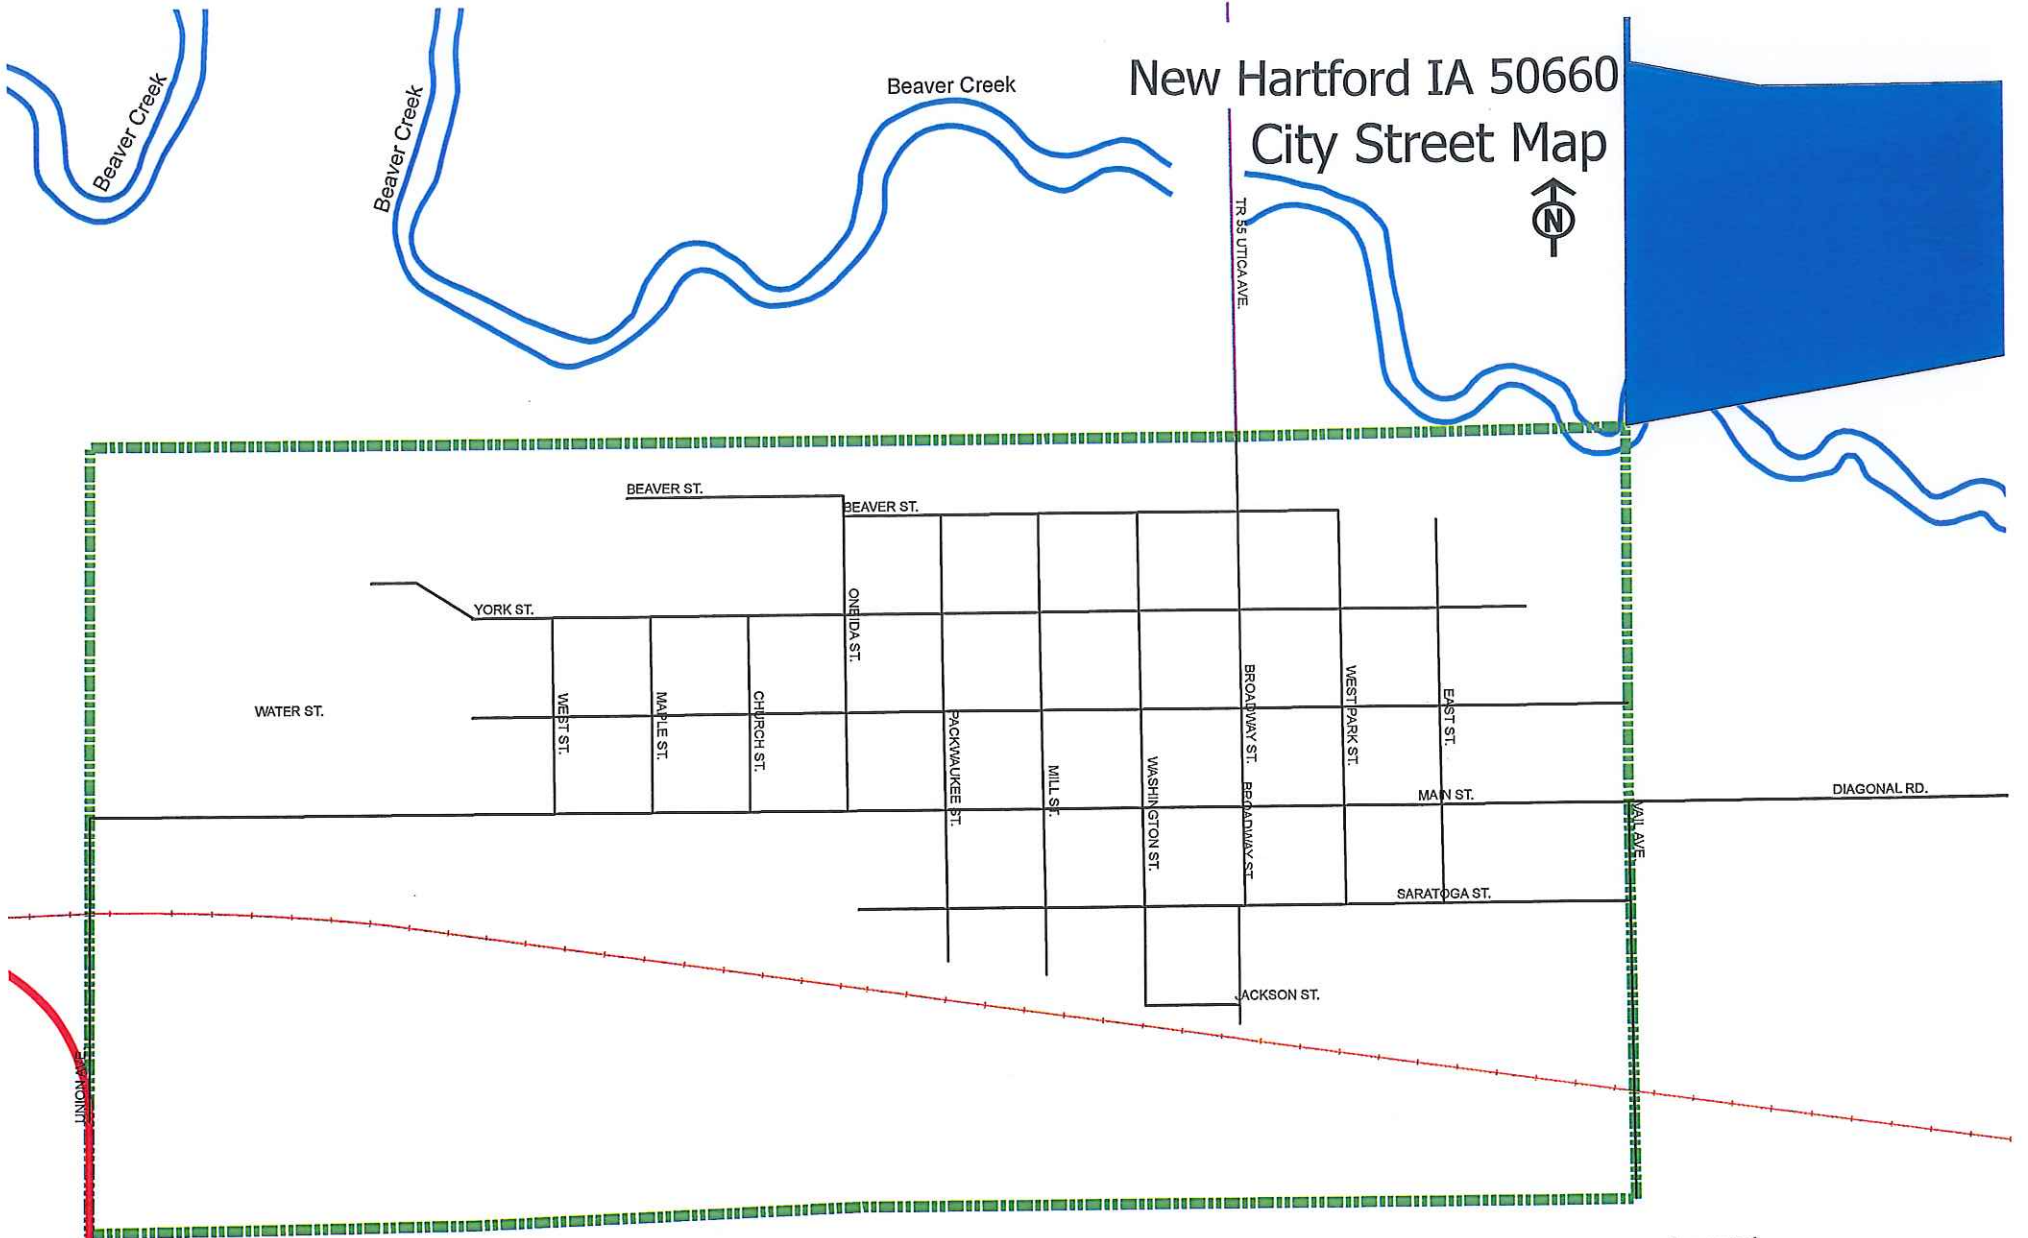 New Hartford IA 50660
City Street Map
N
Beaver Creek
Beaver Creek
Beaver Creek
TR 55 UTICA AVE.
BEAVER ST.
BEAVER ST.
YORK ST.
ONEIDA ST.
WATER ST.
WEST ST.
MAPLE ST.
CHURCH ST.
PACKWAUKEE ST.
MILL ST.
WASHINGTON ST.
BROADWAY ST.
BROADWAY ST
WEST PARK ST.
EAST ST.
MAIN ST.
DIAGONAL RD.
VAIL AVE
SARATOGA ST.
JACKSON ST.
UNION AVE